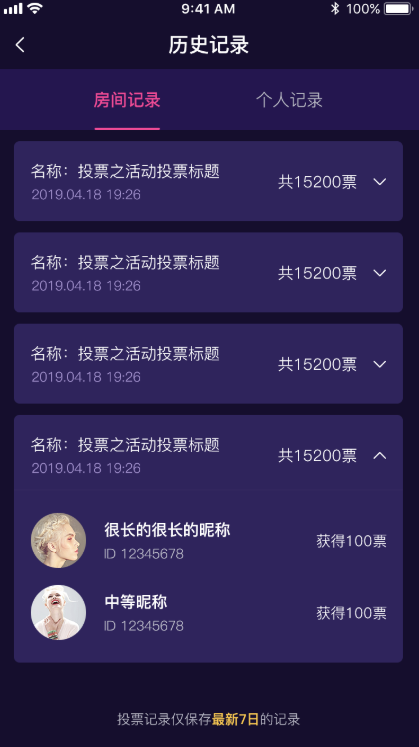 9:41 AM 100%
历史记录
房间记录 个人记录
名称：投票之活动投票标题
2019.04.18 19:26
共15200票
名称：投票之活动投票标题
2019.04.18 19:26
共15200票
名称：投票之活动投票标题
2019.04.18 19:26
共15200票
名称：投票之活动投票标题
2019.04.18 19:26
共15200票
很长的很长的昵称
ID 12345678
获得100票
中等昵称
ID 12345678
获得100票
投票记录仅保存最新7日的记录